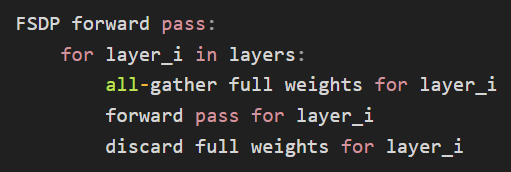 FSDP forward pass:
    for layer_i in layers:
        all-gather full weights for layer_i
        forward pass for layer_i
        discard full weights for layer_i